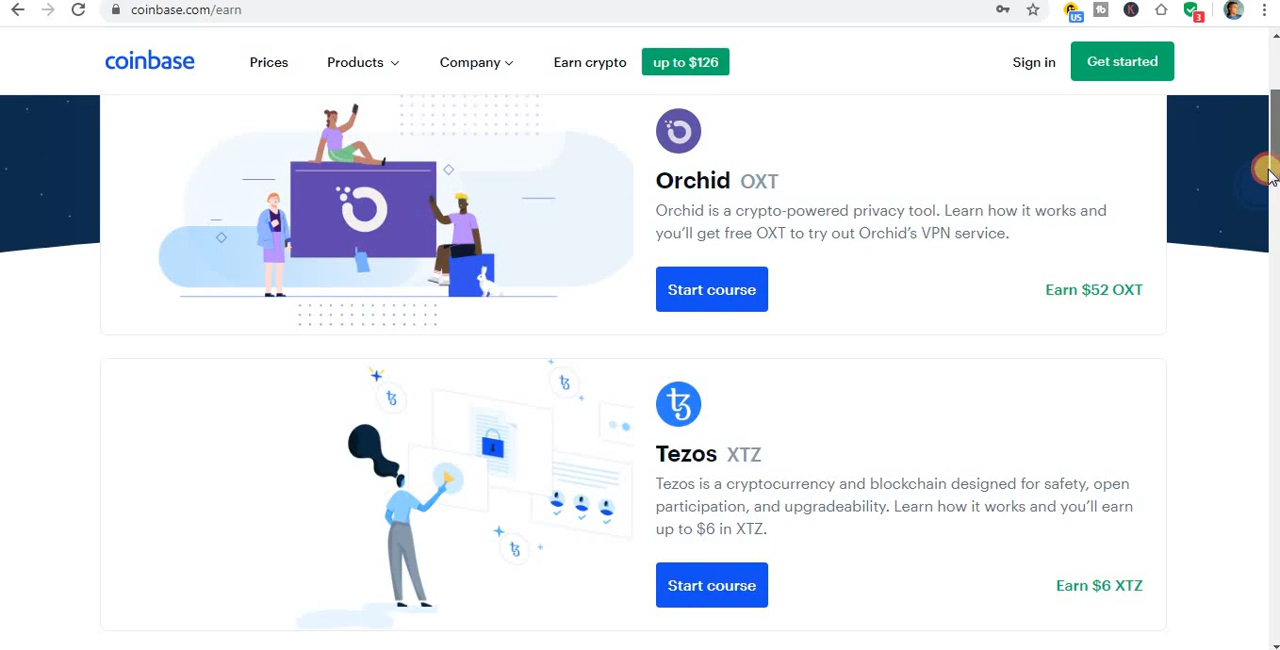 coinbase.com/earn
US
tb
K
3
coinbase
Prices
Products
Company
Earn crypto
up to $126
Sign in
Get started
Orchid OXT
Orchid is a crypto-powered privacy tool. Learn how it works and
you’ll get free OXT to try out Orchid’s VPN service.
Start course
Earn $52 OXT
Tezos XTZ
Tezos is a cryptocurrency and blockchain designed for safety, open
participation, and upgradeability. Learn how it works and you’ll earn
up to $6 in XTZ.
Start course
Earn $6 XTZ